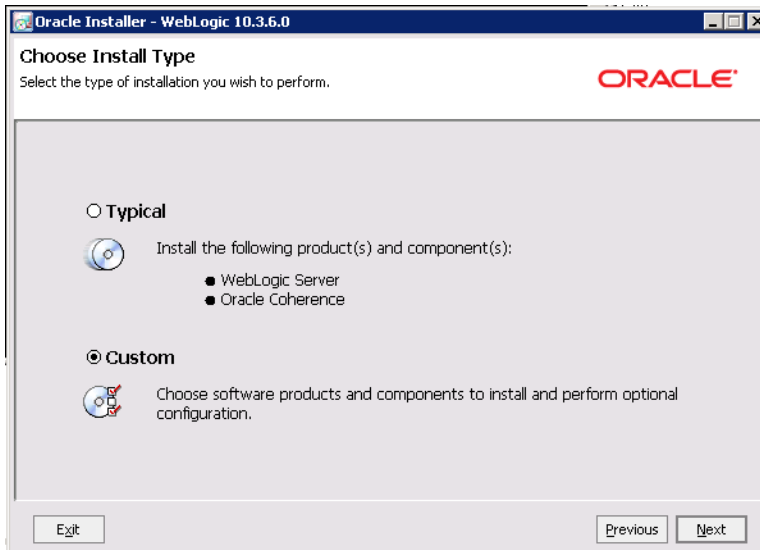 Oracle Installer - WebLogic 10.3.6.0
Choose Install Type
Select the type of installation you wish to perform.
ORACLE
Typical
Install the following product(s) and component(s):
WebLogic Server
Oracle Coherence
Custom
Choose software products and components to install and perform optional
configuration.
Exit
Previous
Next